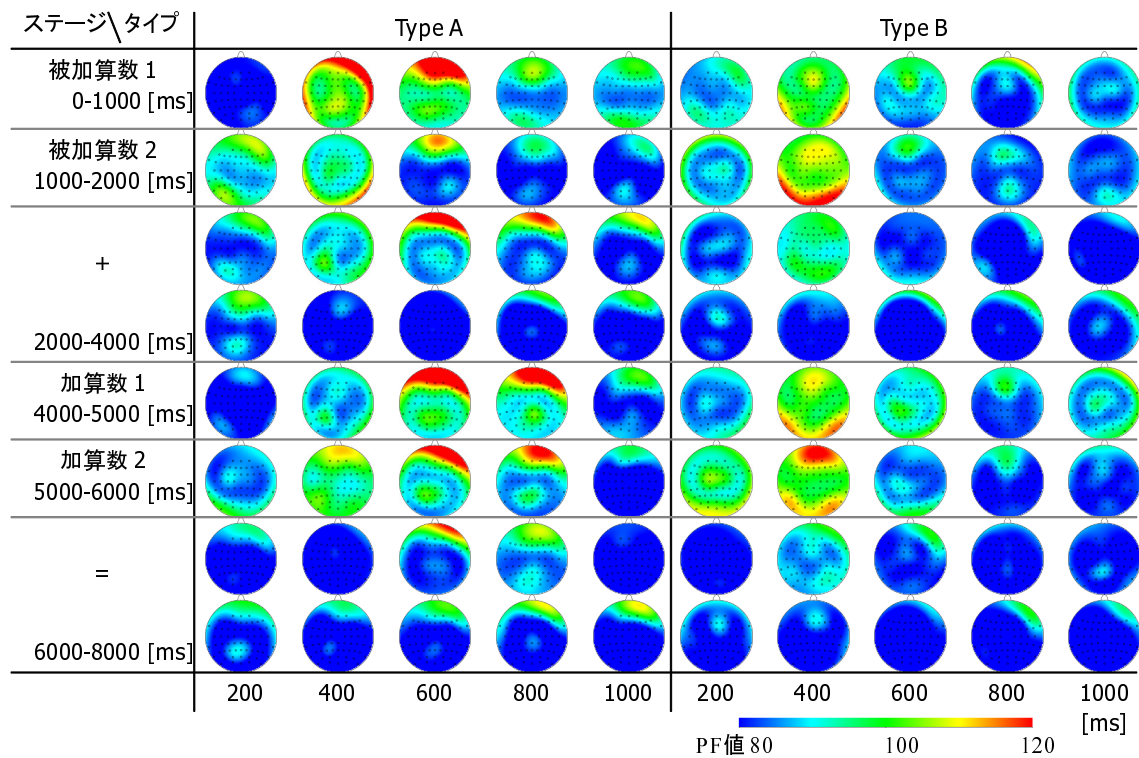 ステージ\タイプ Type A Type B
被加算数 1
0-1000 [ms]
被加算数 2
1000-2000 [ms]
+
2000-4000 [ms]
加算数 1
4000-5000 [ms]
加算数 2
5000-6000 [ms]
=
6000-8000 [ms]
200 400 600 800 1000 200 400 600 800 1000
[ms]
PF値 80 100 120